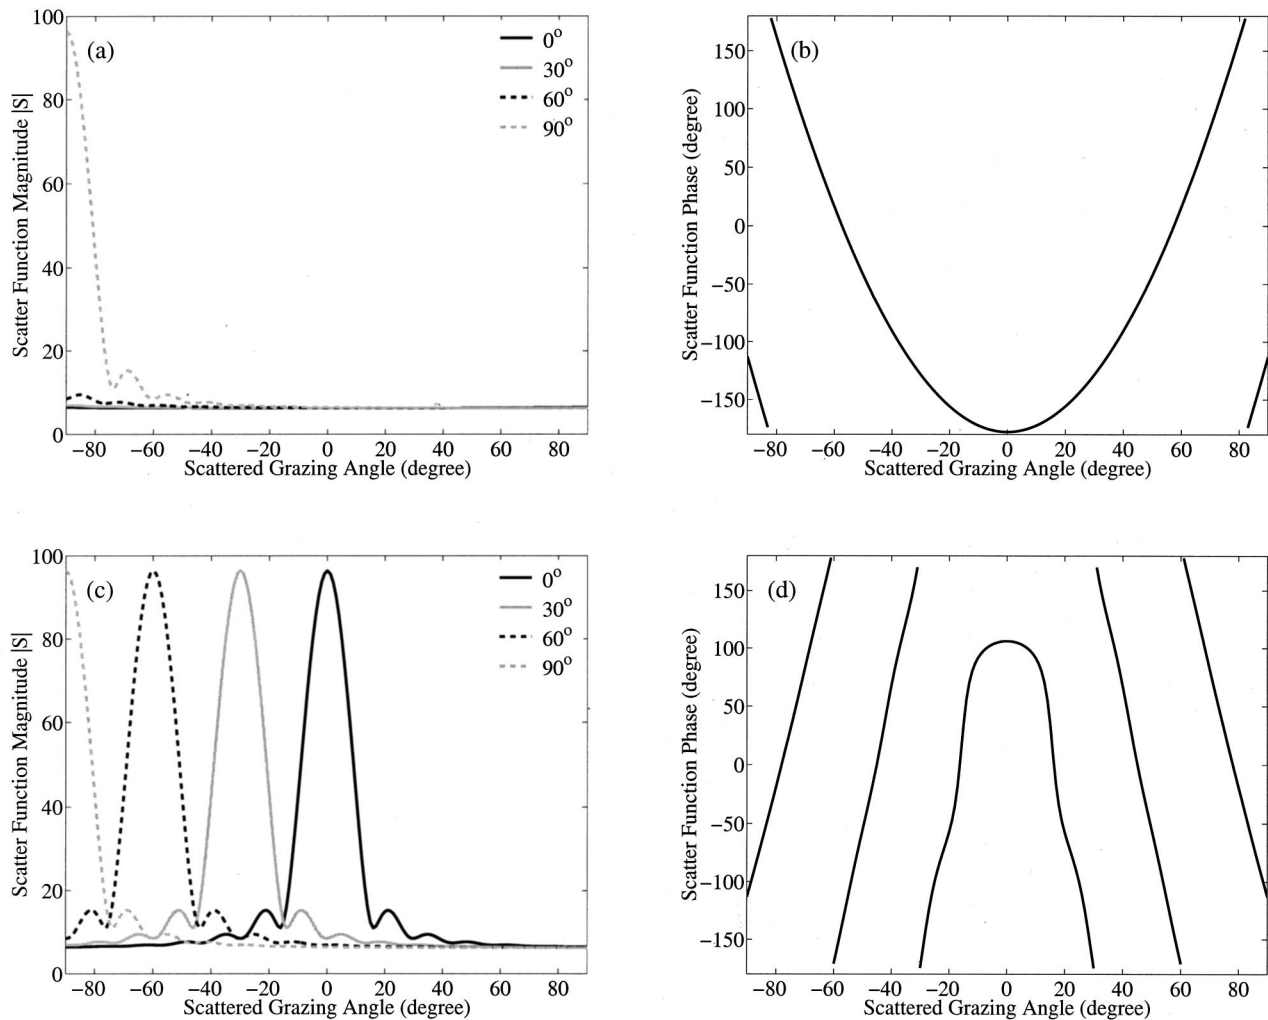 (a)
0°
30°
60°
90°
100
80
60
40
20
0
Scatter Function Magnitude |S|
−80 −60 −40 −20 0 20 40 60 80
Scattered Grazing Angle (degree)
(b)
150
100
50
0
−50
−100
−150
Scatter Function Phase (degree)
−80 −60 −40 −20 0 20 40 60 80
Scattered Grazing Angle (degree)
(c)
0°
30°
60°
90°
100
80
60
40
20
0
Scatter Function Magnitude |S|
−80 −60 −40 −20 0 20 40 60 80
Scattered Grazing Angle (degree)
(d)
150
100
50
0
−50
−100
−150
Scatter Function Phase (degree)
−80 −60 −40 −20 0 20 40 60 80
Scattered Grazing Angle (degree)